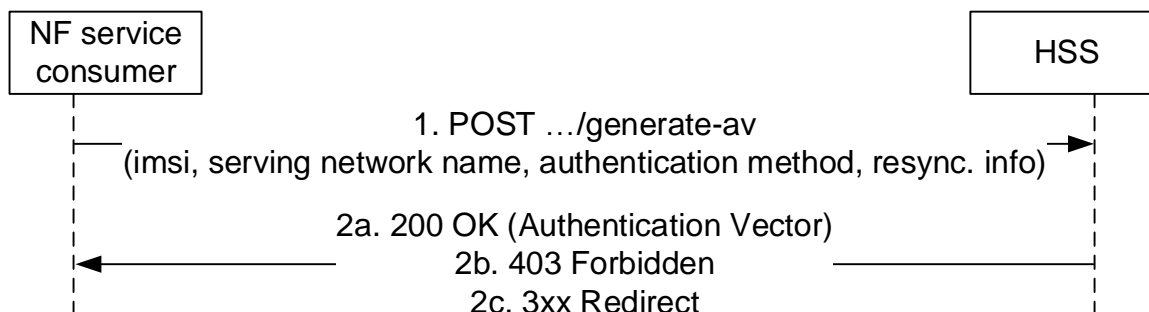 NF service
consumer
HSS
1. POST …/generate-av
(imsi, serving network name, authentication method, resync. info)
2a. 200 OK (Authentication Vector)
2b. 403 Forbidden
2c. 3xx Redirect